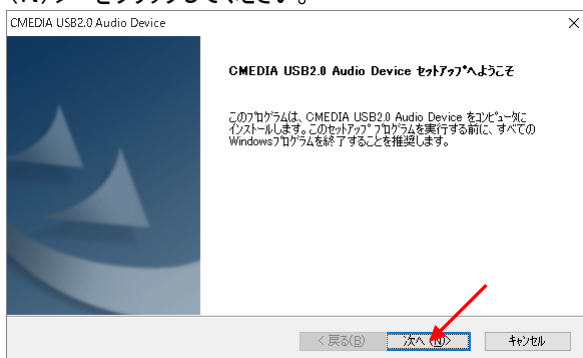 (N)>」をクリックしてください。
CMEDIA USB2.0 Audio Device
CMEDIA USB2.0 Audio Device ｾｯﾄｱｯﾌﾟへようこそ
このﾌﾟﾛｸﾞﾗﾑは、CMEDIA USB2.0 Audio Device をｺﾝﾋﾟｭｰﾀに
ｲﾝｽﾄｰﾙします。このｾｯﾄｱｯﾌﾟ ﾌﾟﾛｸﾞﾗﾑを実行する前に、すべての
Windowsﾌﾟﾛｸﾞﾗﾑを終了することを推奨します。
< 戻る(B) 次へ (N)> ｷｬﾝｾﾙ